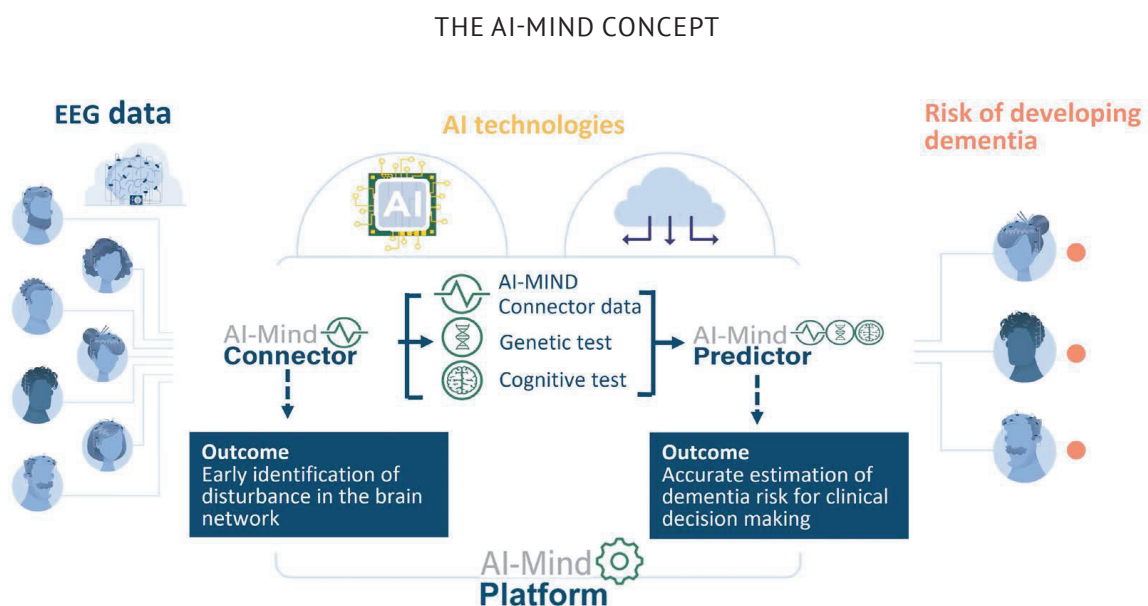 THE AI-MIND CONCEPT
EEG data
AI technologies
Risk of developing
dementia
AI
AI-Mind
Connector
AI-MIND
Connector data
Genetic test
Cognitive test
AI-Mind
Predictor
Outcome
Early identification of
disturbance in the brain
network
Outcome
Accurate estimation of
dementia risk for clinical
decision making
AI-Mind
Platform